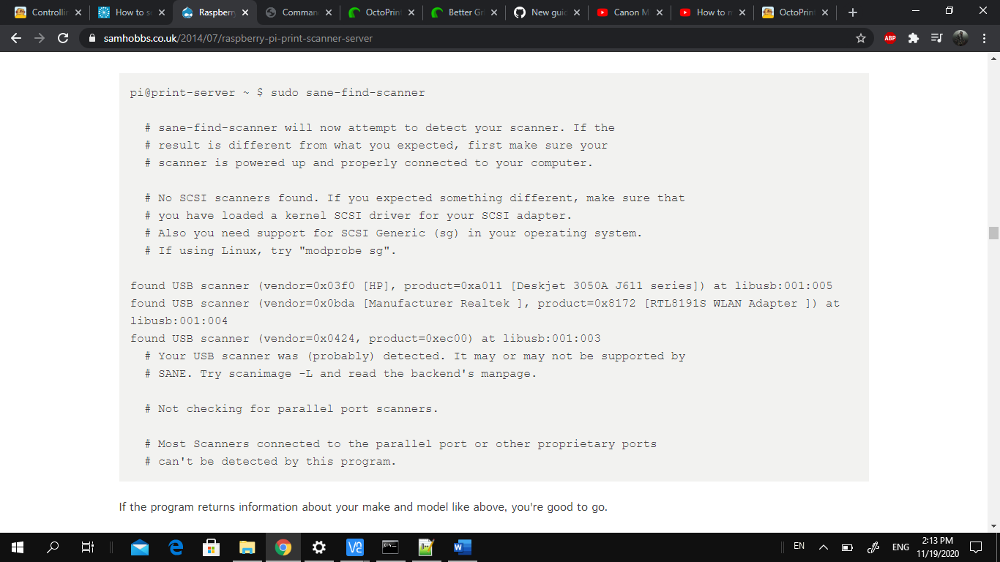 Controlli
How to s
Raspberr
Comman
OctoPrin
Better Gr
New guid
Canon M
How to m
OctoPrin
samhobbs.co.uk/2014/07/raspberry-pi-print-scanner-server
ABP
pi@print-server ~ $ sudo sane-find-scanner
# sane-find-scanner will now attempt to detect your scanner. If the
# result is different from what you expected, first make sure your
# scanner is powered up and properly connected to your computer.
# No SCSI scanners found. If you expected something different, make sure that
# you have loaded a kernel SCSI driver for your SCSI adapter.
# Also you need support for SCSI Generic (sg) in your operating system.
# If using Linux, try "modprobe sg".
found USB scanner (vendor=0x03f0 [HP], product=0xa011 [Deskjet 3050A J611 series]) at libusb:001:005
found USB scanner (vendor=0x0bda [Manufacturer Realtek ], product=0x8172 [RTL8191S WLAN Adapter ]) at
libusb:001:004
found USB scanner (vendor=0x0424, product=0xec00) at libusb:001:003
# Your USB scanner was (probably) detected. It may or may not be supported by
# SANE. Try scanimage -L and read the backend's manpage.
# Not checking for parallel port scanners.
# Most Scanners connected to the parallel port or other proprietary ports
# can't be detected by this program.
If the program returns information about your make and model like above, you're good to go.
EN
ENG
2:13 PM
11/19/2020